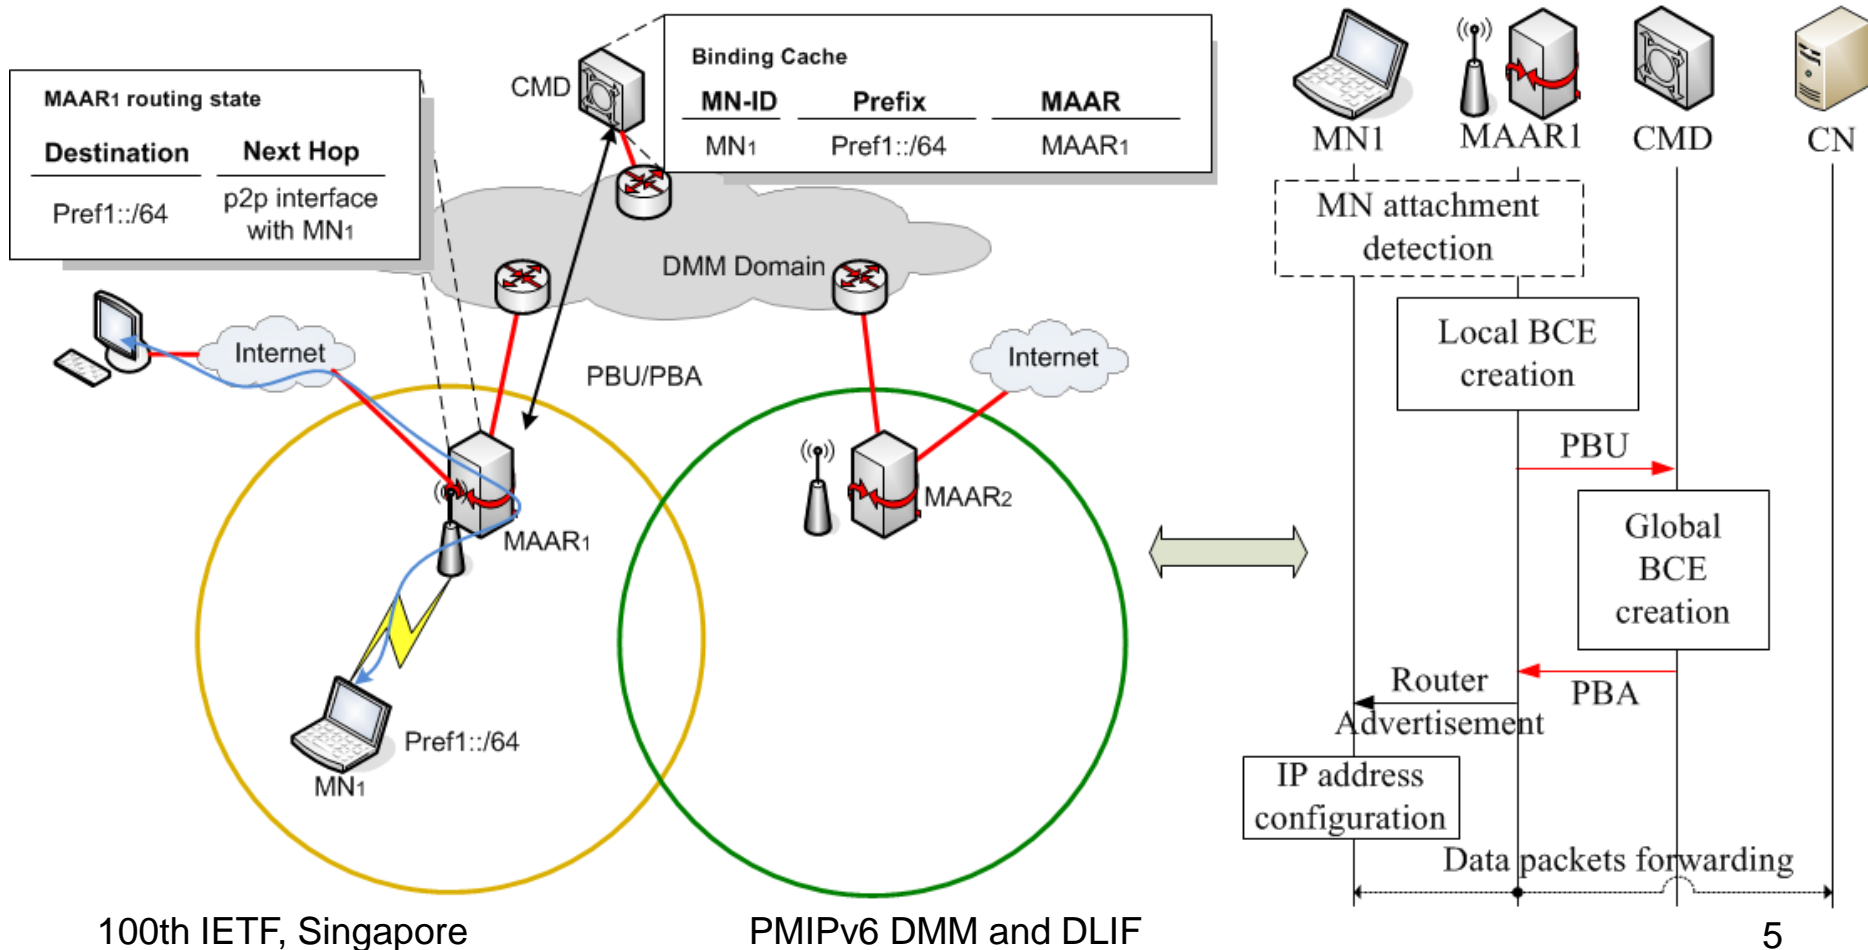 MAAR1 routing state
Destination Next Hop
Pref1::/64 p2p interface
with MN1
CMD
Binding Cache
MN-ID Prefix MAAR
MN1 Pref1::/64 MAAR1
DMM Domain
Internet
PBU/PBA
Internet
MAAR1
MAAR2
Pref1::/64
MN1
MN1 MAAR1 CMD CN
MN attachment
detection
Local BCE
creation
PBU
Global
BCE
creation
PBA
Router
Advertisement
IP address
configuration
Data packets forwarding
100th IETF, Singapore PMIPv6 DMM and DLIF 5